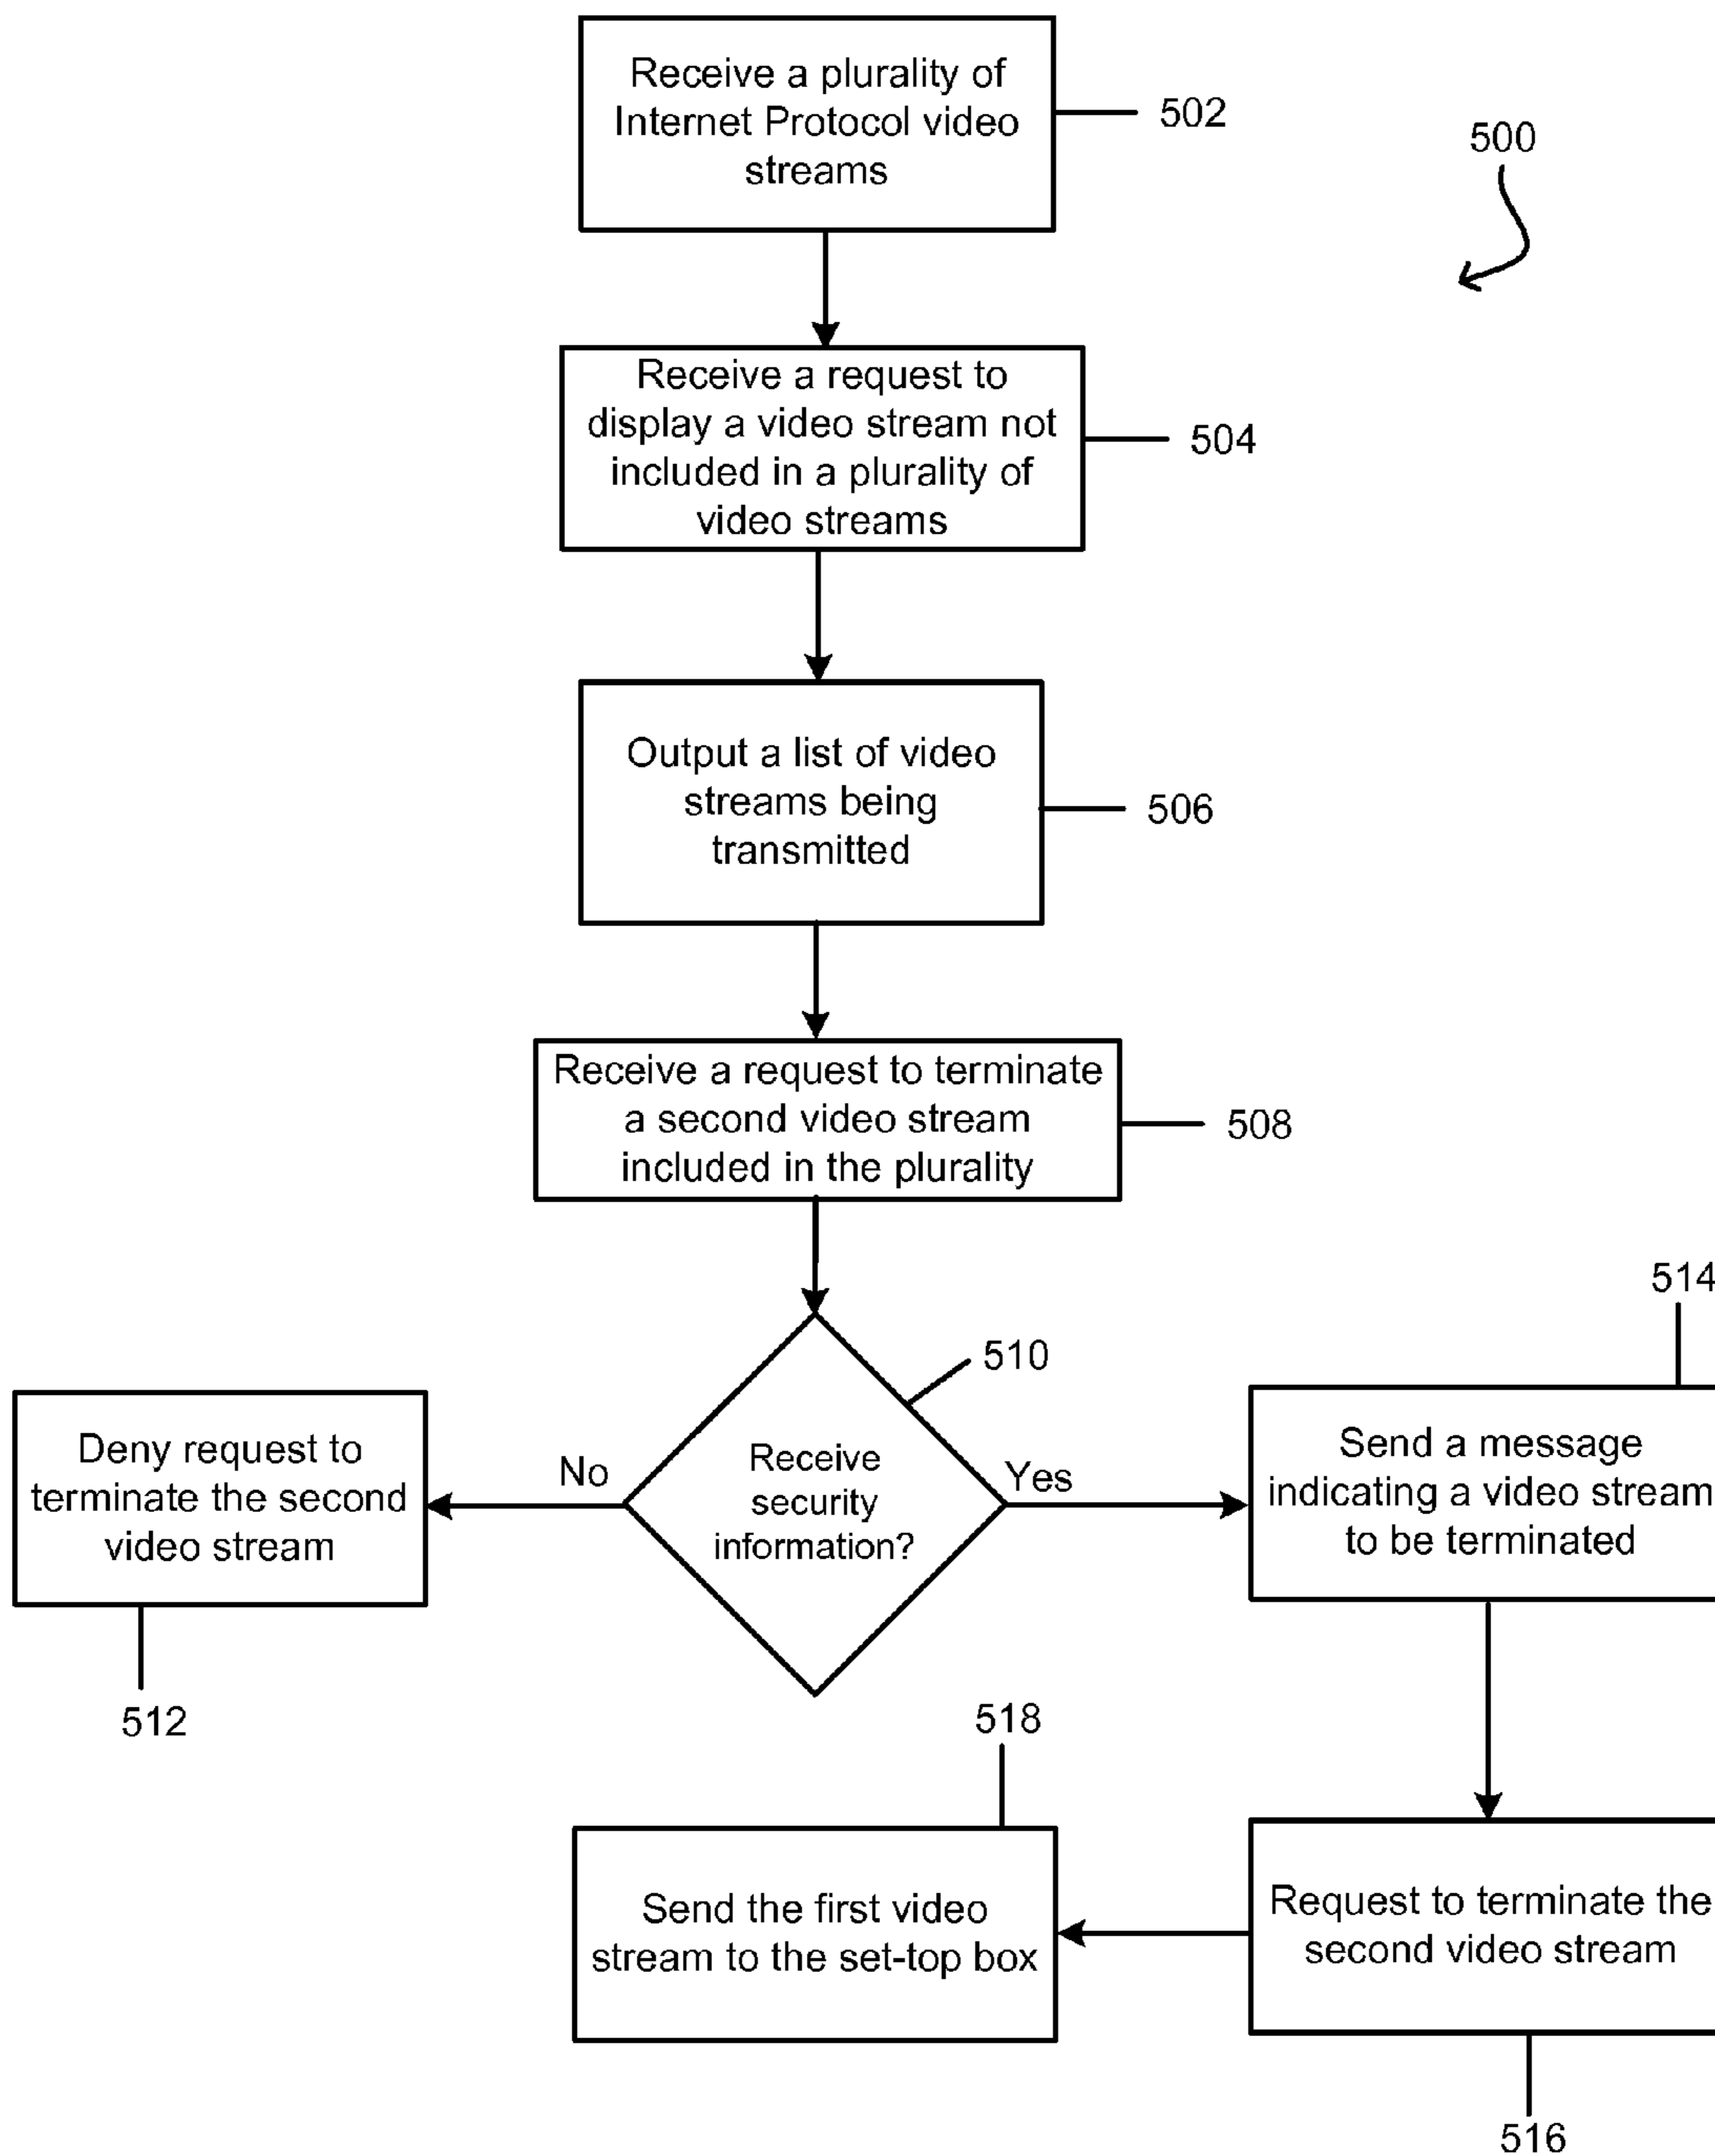 Receive a plurality of
Internet Protocol video
streams
502
500
Receive a request to
display a video stream not
included in a plurality of
video streams
504
Output a list of video
streams being
transmitted
506
Receive a request to terminate
a second video stream
included in the plurality
508
514
510
Deny request to
terminate the second
video stream
No
Receive
security
information?
Yes
Send a message
indicating a video stream
to be terminated
512
518
Send the first video
stream to the set-top box
Request to terminate the
second video stream
516